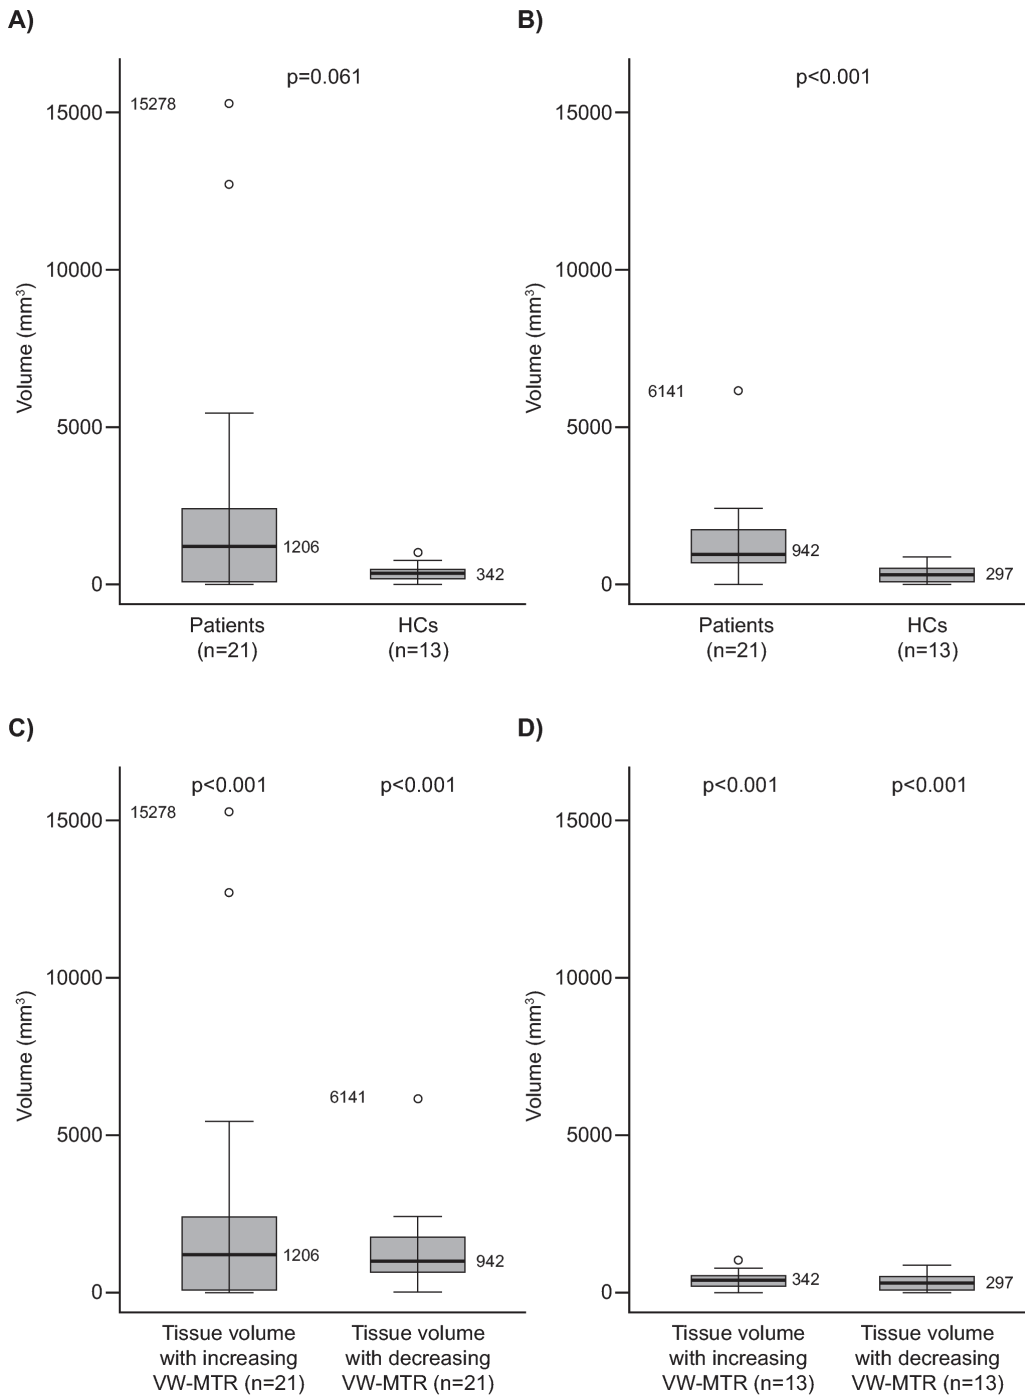 A)
p=0.061
15278
15000
10000
5000
0
Volume (mm³)
1206
342
Patients
(n=21)
HCs
(n=13)
B)
p<0.001
15000
10000
6141
5000
0
Volume (mm³)
942
297
Patients
(n=21)
HCs
(n=13)
C)
p<0.001
p<0.001
15278
15000
10000
6141
5000
0
Volume (mm³)
1206
942
Tissue volume
with increasing
VW-MTR (n=21)
Tissue volume
with decreasing
VW-MTR (n=21)
D)
p<0.001
p<0.001
15000
10000
5000
0
Volume (mm³)
342
297
Tissue volume
with increasing
VW-MTR (n=13)
Tissue volume
with decreasing
VW-MTR (n=13)